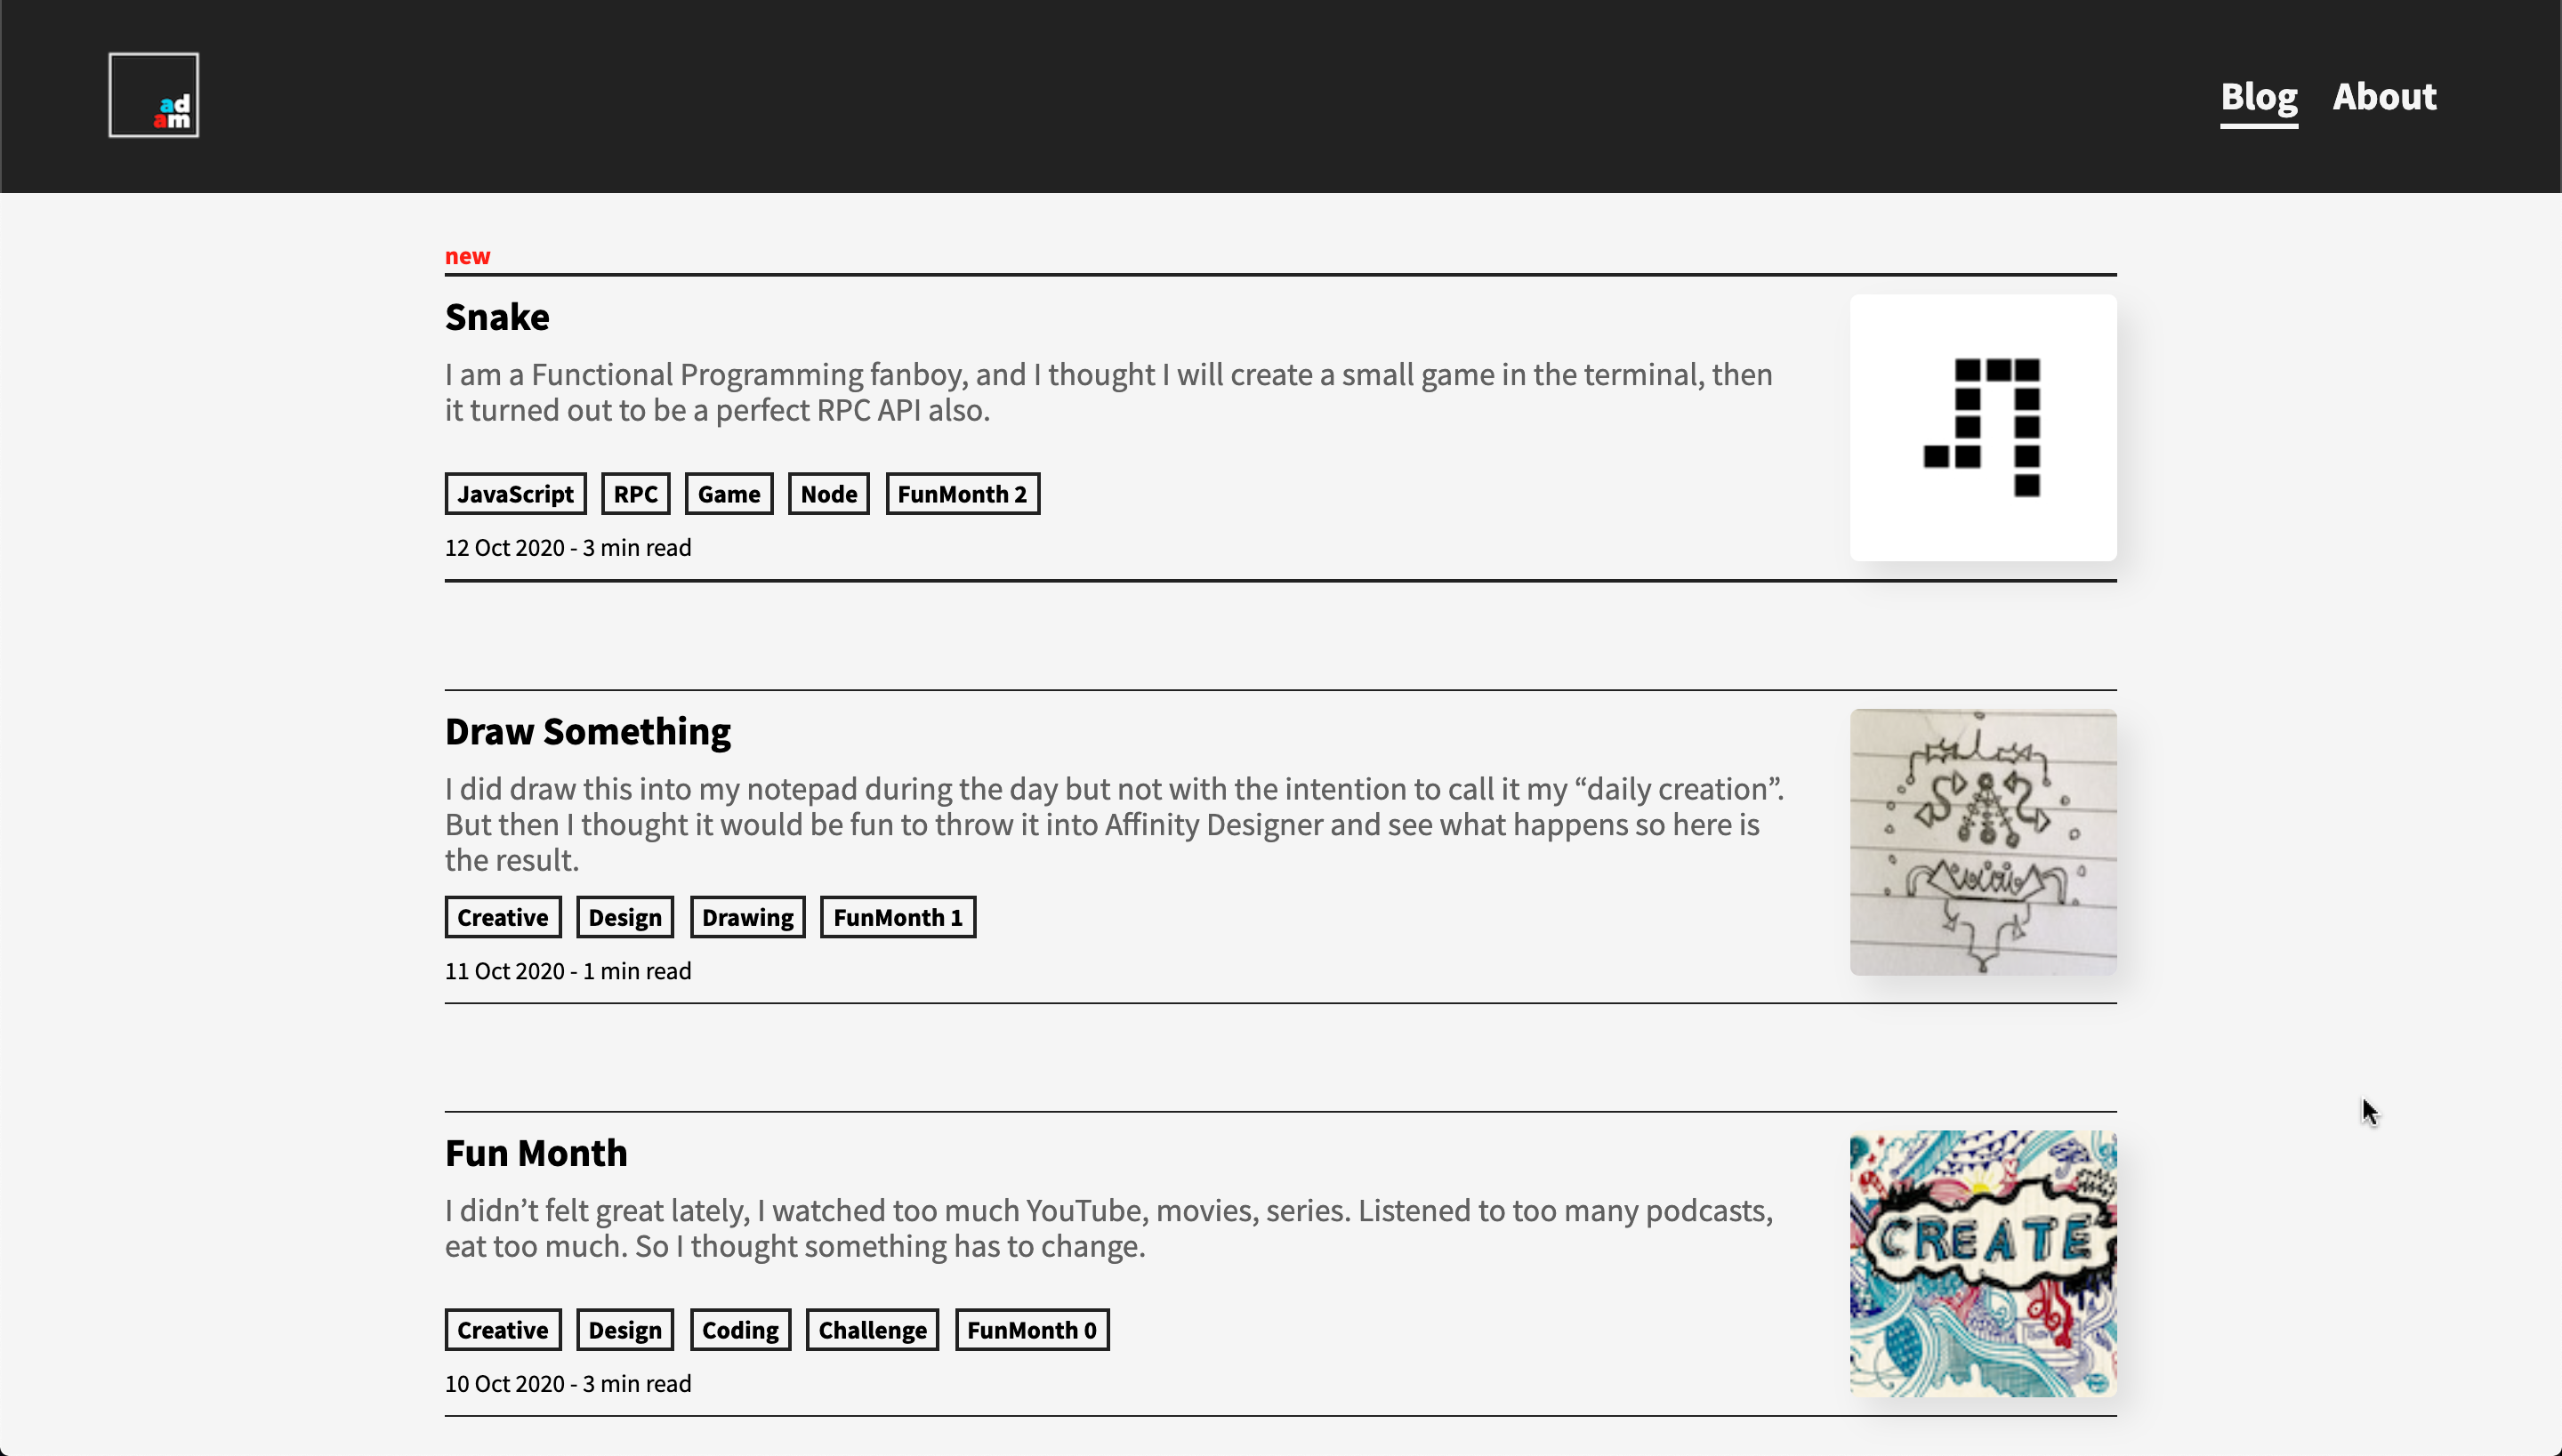 ad
am
Blog About
new
Snake
I am a Functional Programming fanboy, and I thought I will create a small game in the terminal, then
it turned out to be a perfect RPC API also.
JavaScript RPC Game Node FunMonth 2
12 Oct 2020 - 3 min read
Draw Something
I did draw this into my notepad during the day but not with the intention to call it my “daily creation”.
But then I thought it would be fun to throw it into Affinity Designer and see what happens so here is
the result.
Creative Design Drawing FunMonth 1
11 Oct 2020 - 1 min read
Fun Month
I didn’t felt great lately, I watched too much YouTube, movies, series. Listened to too many podcasts,
eat too much. So I thought something has to change.
CREATE
Creative Design Coding Challenge FunMonth 0
10 Oct 2020 - 3 min read